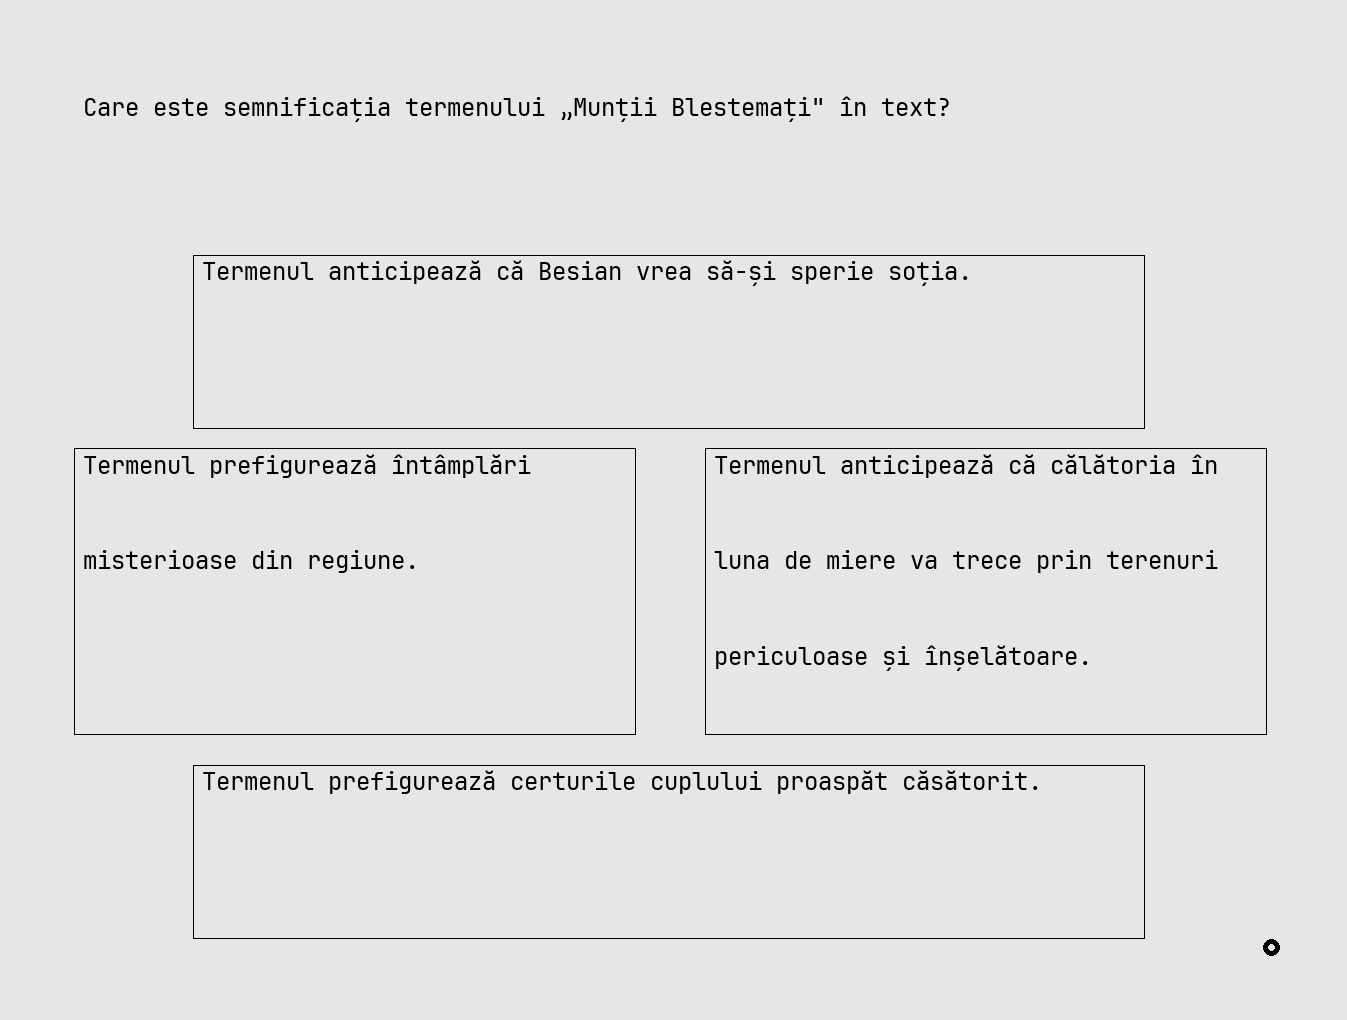 Care este semnificația termenului „Munții Blestemați" în text?
Termenul anticipează că Besian vrea să-și sperie soția.
Termenul prefigurează întâmplări
misterioase din regiune.
Termenul anticipează că călătoria în
luna de miere va trece prin terenuri
periculoase și înșelătoare.
Termenul prefigurează certurile cuplului proaspăt căsătorit.